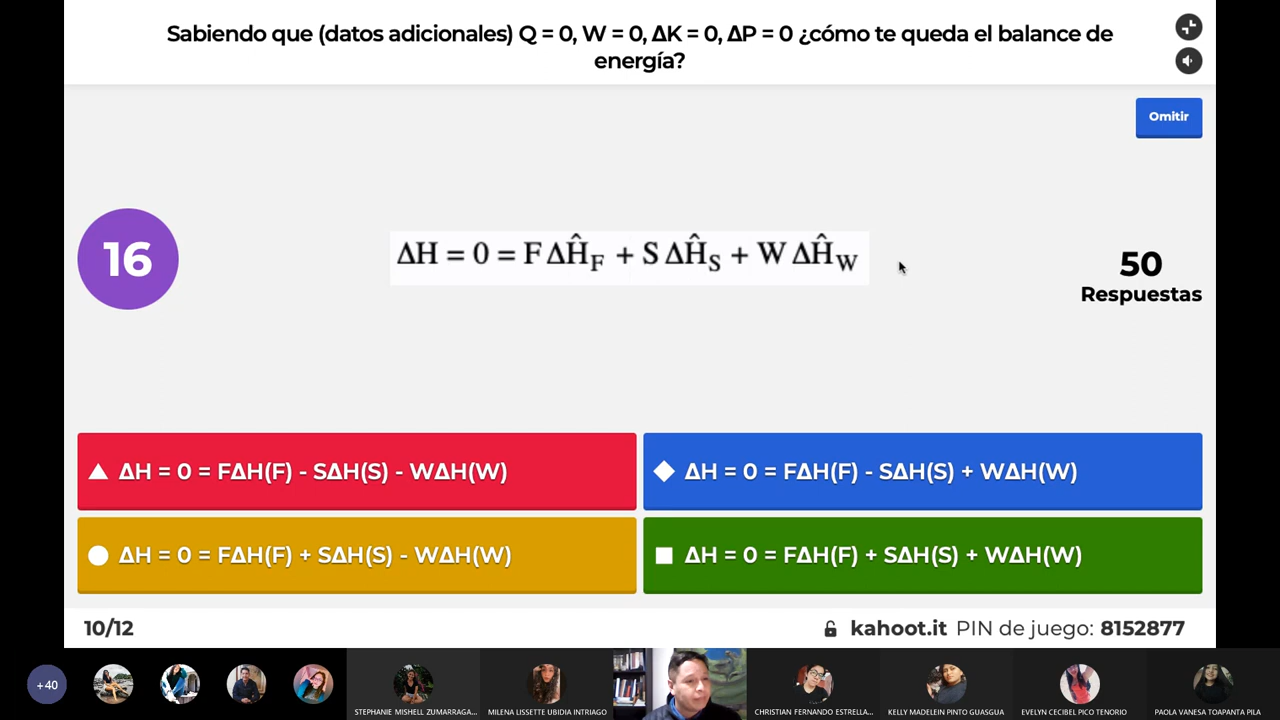 Sabiendo que (datos adicionales) Q = 0, W = 0, ΔK = 0, ΔP = 0 ¿cómo te queda el balance de
energía?
Omitir
16
ΔH = 0 = F ΔĤ_F + S ΔĤ_S + W ΔĤ_W
50
Respuestas
ΔH = 0 = FΔH(F) - SΔH(S) - WΔH(W)
ΔH = 0 = FΔH(F) - SΔH(S) + WΔH(W)
ΔH = 0 = FΔH(F) + SΔH(S) - WΔH(W)
ΔH = 0 = FΔH(F) + SΔH(S) + WΔH(W)
10/12
kahoot.it PIN de juego: 8152877
+40
STEPHANIE MISHELL ZUMARRAGA...
MILENA LISSETTE UBIDIA INTRIAGO
CHRISTIAN FERNANDO ESTRELLA...
KELLY MADELEIN PINTO GUASGUA
EVELYN CECIBEL PICO TENORIO
PAOLA VANESA TOAPANTA PILA